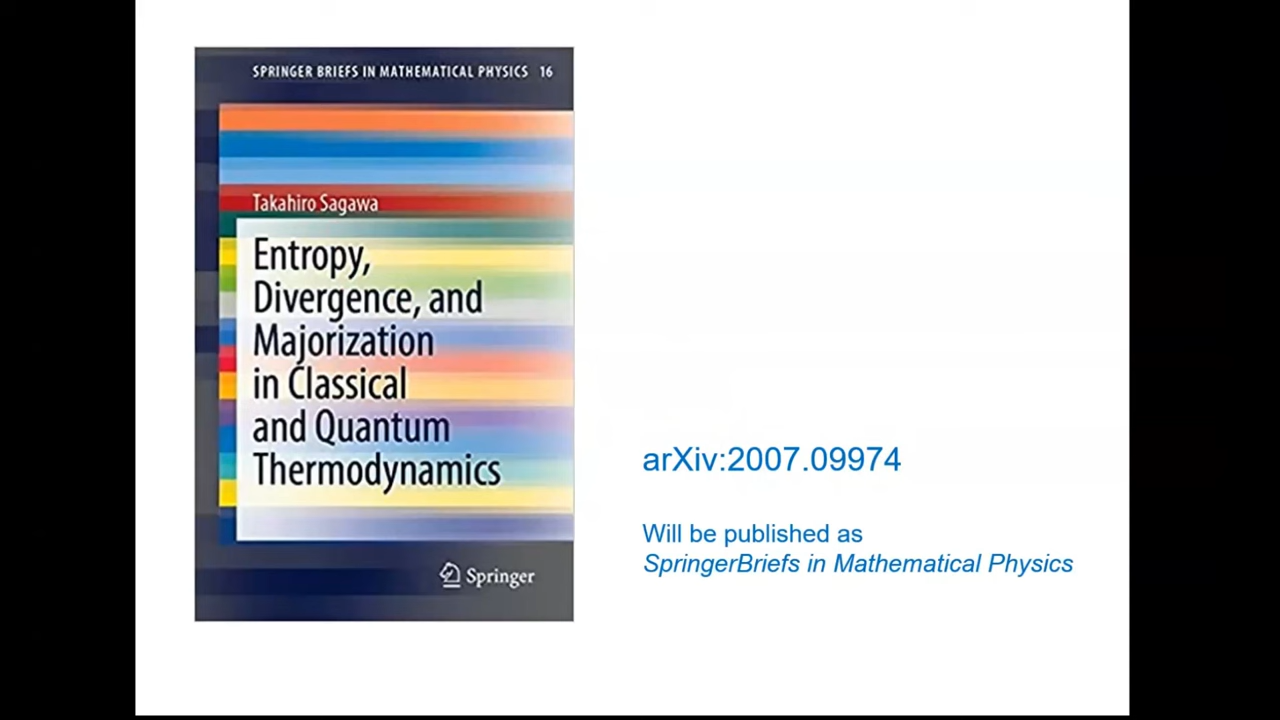 SPRINGER BRIEFS IN MATHEMATICAL PHYSICS 16
Takahiro Sagawa
Entropy,
Divergence, and
Majorization
in Classical
and Quantum
Thermodynamics
Springer
arXiv:2007.09974
Will be published as
SpringerBriefs in Mathematical Physics